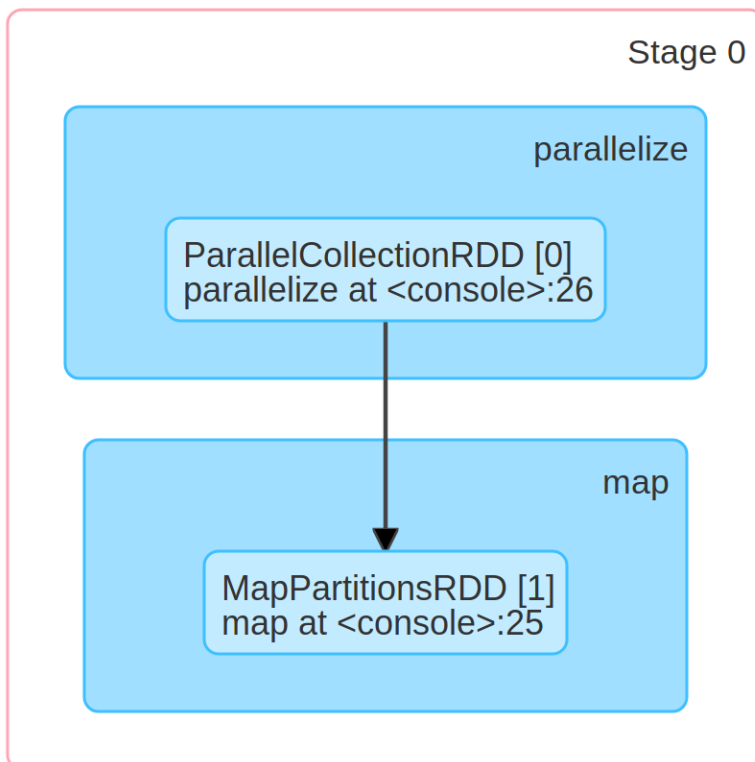 Stage 0
parallelize
ParallelCollectionRDD [0]
parallelize at <console>:26
map
MapPartitionsRDD [1]
map at <console>:25